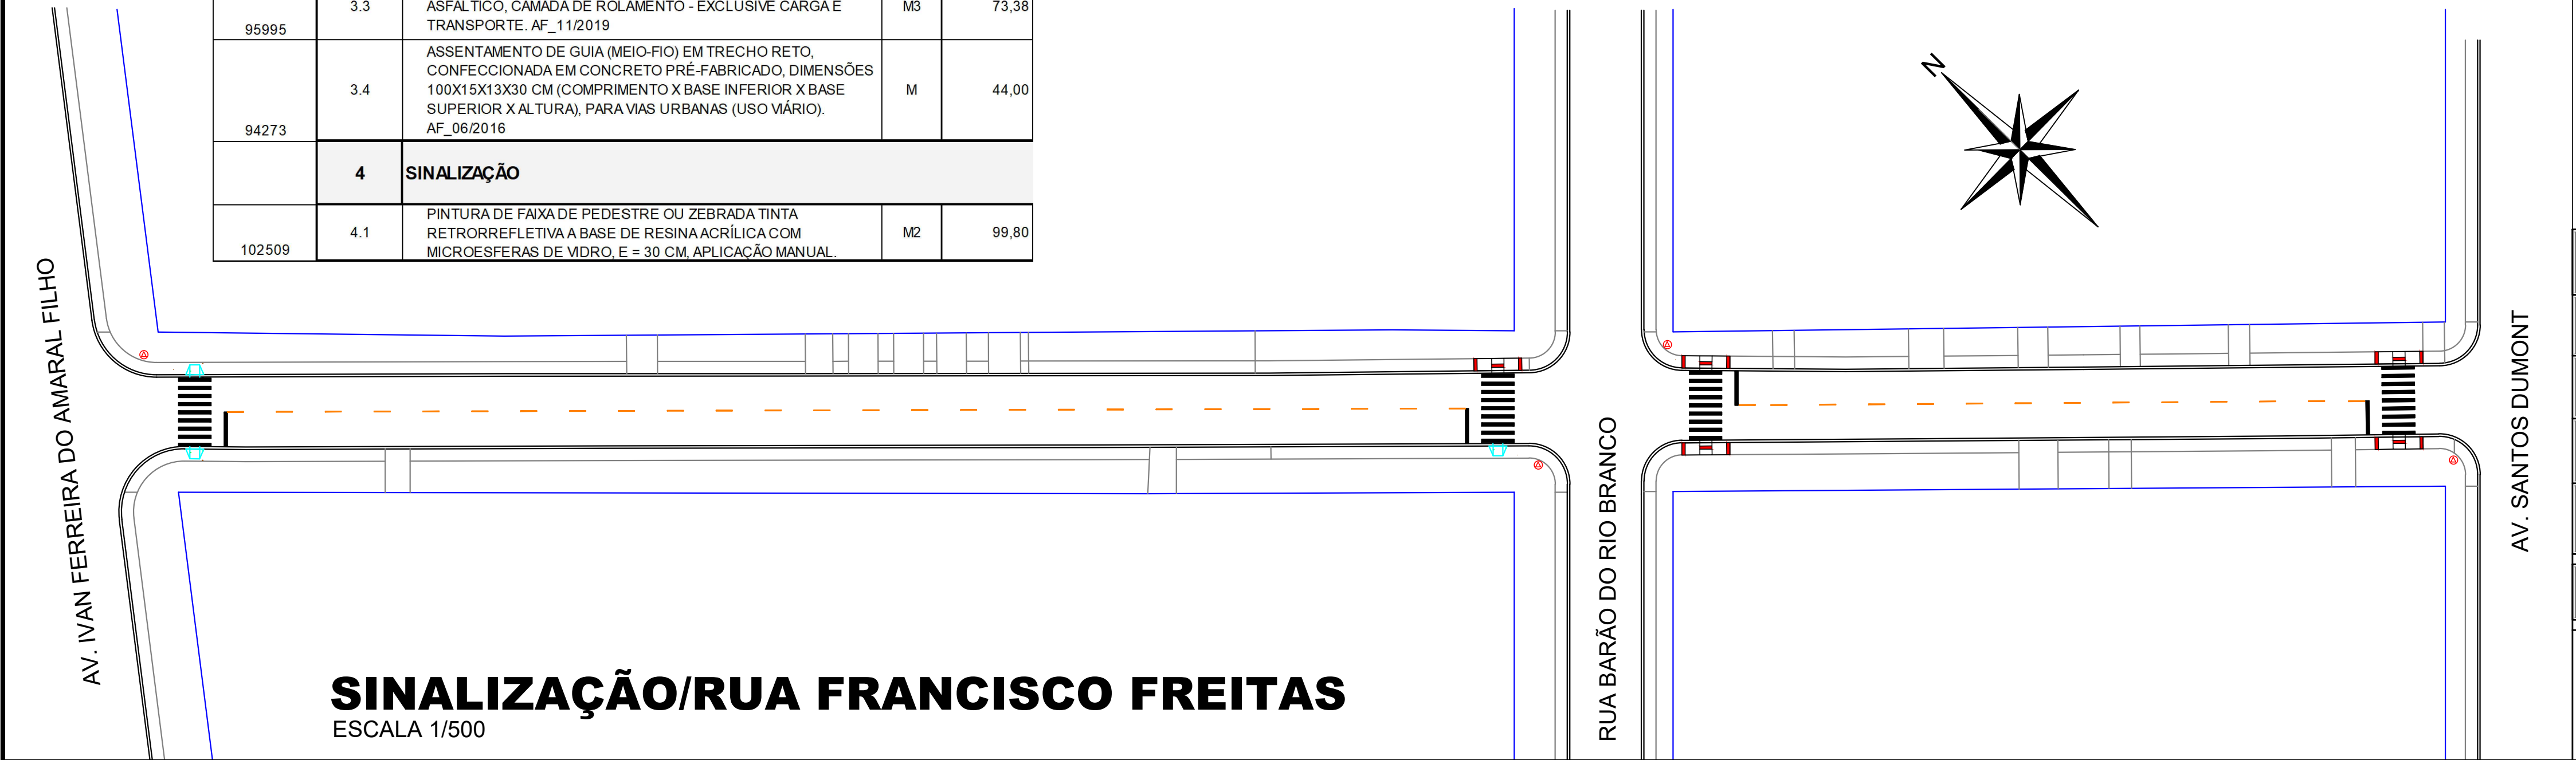 3.3
ASFÁLTICO, CAMADA DE ROLAMENTO - EXCLUSIVE CARGA E
M3
73,38
TRANSPORTE. AF_11/2019
95995
ASSENTAMENTO DE GUIA (MEIO-FIO) EM TRECHO RETO,
CONFECCIONADA EM CONCRETO PRÉ-FABRICADO, DIMENSÕES
3.4
100X15X13X30 CM (COMPRIMENTO X BASE INFERIOR X BASE
M
44,00
SUPERIOR X ALTURA), PARA VIAS URBANAS (USO VIÁRIO).
AF_06/2016
94273
4
SINALIZAÇÃO
PINTURA DE FAIXA DE PEDESTRE OU ZEBRADA TINTA
4.1
RETRORREFLETIVA A BASE DE RESINA ACRÍLICA COM
M2
99,80
MICROESFERAS DE VIDRO, E = 30 CM, APLICAÇÃO MANUAL.
102509
N
AV. IVAN FERREIRA DO AMARAL FILHO
RUA BARÃO DO RIO BRANCO
AV. SANTOS DUMONT
SINALIZAÇÃO/RUA FRANCISCO FREITAS
ESCALA 1/500